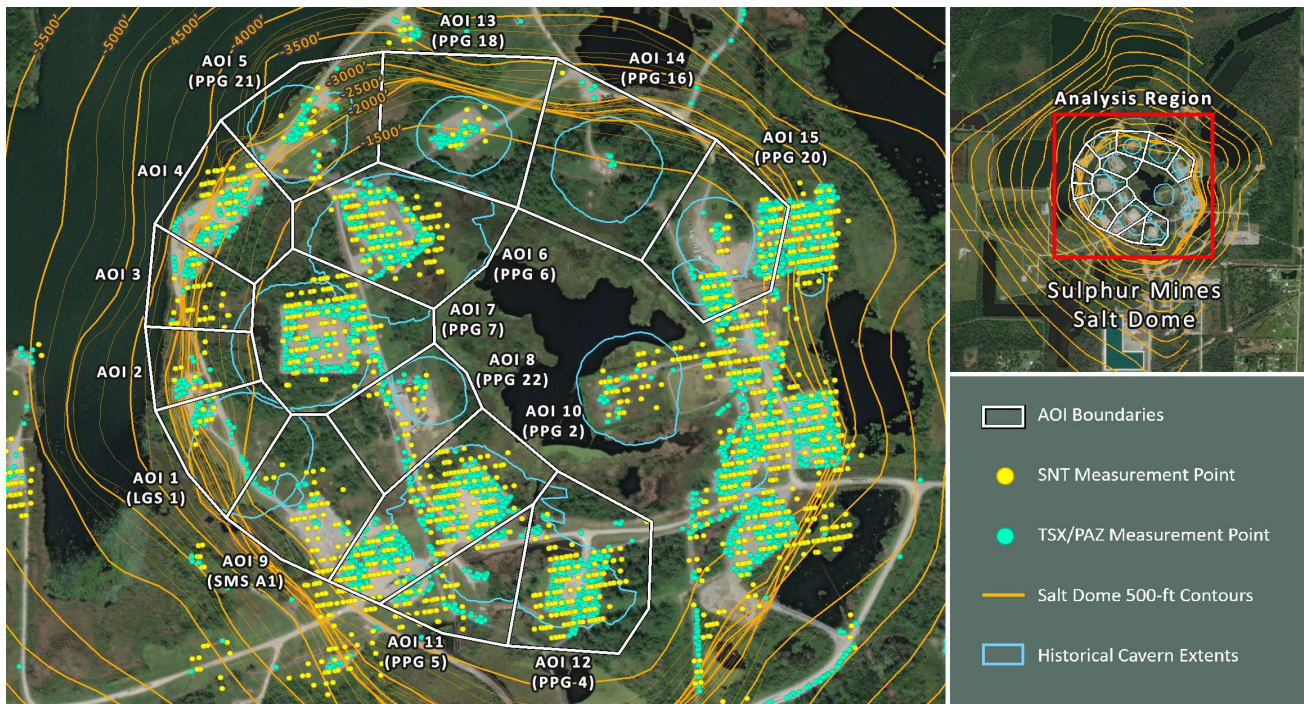 -5500'
-5000'
-4500'
-4000'
-3500'
-3000'
-2500'
-2000'
-1500'
AOI 13
(PPG 18)
AOI 14
(PPG 16)
AOI 5
(PPG 21)
AOI 15
(PPG 20)
AOI 4
AOI 3
AOI 6
(PPG 6)
AOI 7
(PPG 7)
AOI 2
AOI 8
(PPG 22)
AOI 10
(PPG 2)
AOI 1
(LGS 1)
AOI 9
(SMS A1)
AOI 11
(PPG 5)
AOI 12
(PPG 4)
Analysis Region
Sulphur Mines
Salt Dome
AOI Boundaries
SNT Measurement Point
TSX/PAZ Measurement Point
Salt Dome 500-ft Contours
Historical Cavern Extents